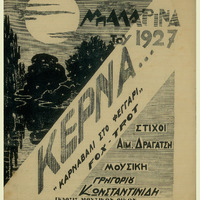 ΜΠΑΛΑΡΙΝΑ
ΤΟΥ 1927
ΚΕΡΝΑ...
"ΚΑΡΝΑΒΑΛΙ ΣΤΟ ΦΕΓΓΑΡΙ"
ΦΟΞ-ΤΡΟΤ
ΣΤΙΧΟΙ
ΑΙΜ. ΔΡΑΓΑΤΣΗ
ΜΟΥΣΙΚΗ
ΓΡΗΓΟΡΙΟΥ
ΚΩΝΣΤΑΝΤΙΝΙΔΗ